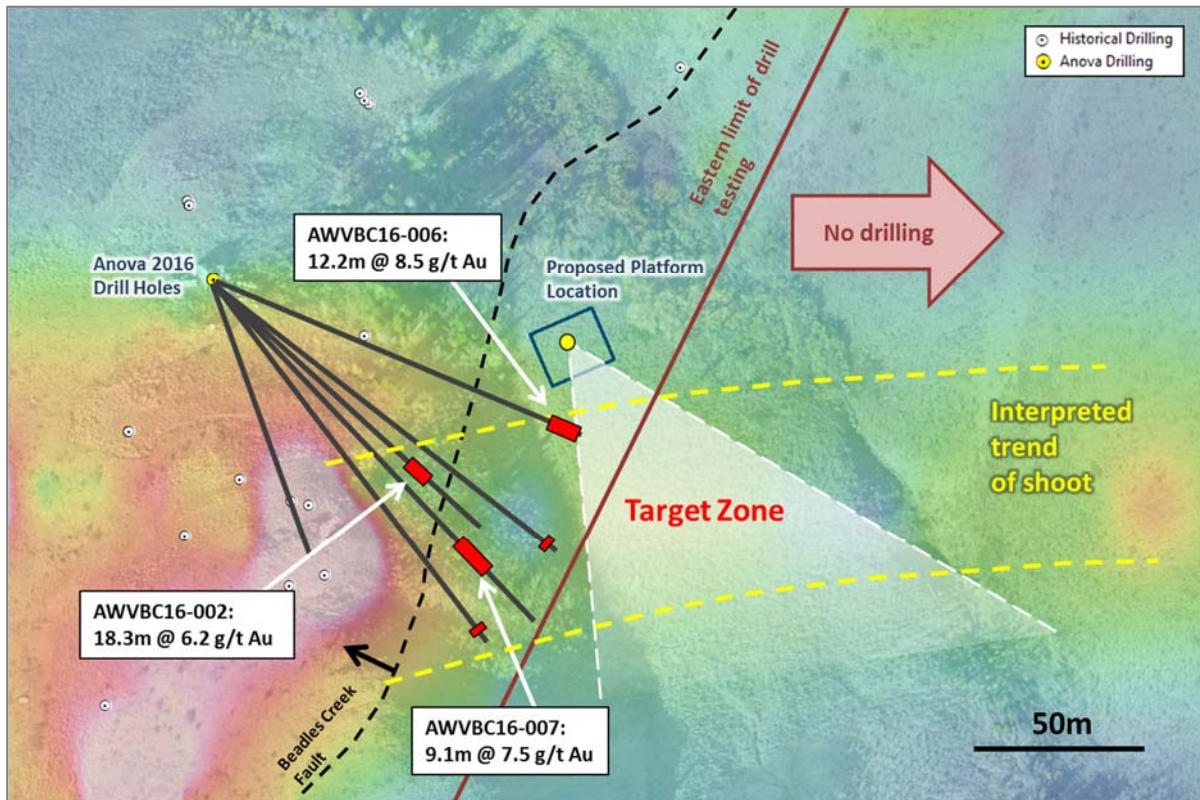 Historical Drilling
Anova Drilling
Eastern limit of drill
testing
No drilling
AWVBC16-006:
12.2m @ 8.5 g/t Au
Anova 2016
Drill Holes
Proposed Platform
Location
Interpreted
trend
of shoot
Target Zone
AWVBC16-002:
18.3m @ 6.2 g/t Au
AWVBC16-007:
9.1m @ 7.5 g/t Au
Beadles Creek
Fault
50m